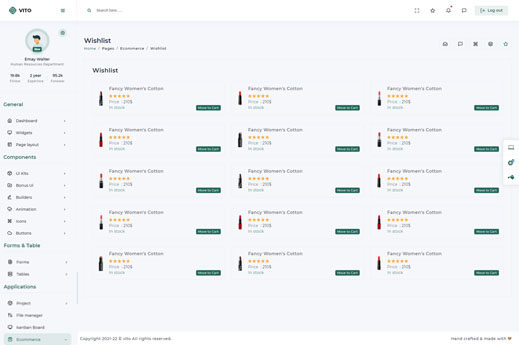 VITO
Search here. . .
Log out
New
Emay Walter
Human Resources Department
19.8k
2 year
95.2k
Follow
Experince
Follower
General
Dashboard
Widgets
Page layout
Components
UI Kits
Bonus Ui
Builders
Animation
Icons
Buttons
Forms & Table
Forms
Tables
Applications
Project
File manager
kanban Board
Ecommerce
Wishlist
Home / Pages / Ecommerce / Wishlist
Wishlist
Fancy Women's Cotton
Price : 210$
In stock
Move to Cart
Fancy Women's Cotton
Price : 210$
In stock
Move to Cart
Fancy Women's Cotton
Price : 210$
In stock
Move to Cart
Fancy Women's Cotton
Price : 210$
In stock
Move to Cart
Fancy Women's Cotton
Price : 210$
In stock
Move to Cart
Fancy Women's Cotton
Price : 210$
In stock
Move to Cart
Fancy Women's Cotton
Price : 210$
In stock
Move to Cart
Fancy Women's Cotton
Price : 210$
In stock
Move to Cart
Fancy Women's Cotton
Price : 210$
In stock
Move to Cart
Fancy Women's Cotton
Price : 210$
In stock
Move to Cart
Fancy Women's Cotton
Price : 210$
In stock
Move to Cart
Fancy Women's Cotton
Price : 210$
In stock
Move to Cart
Fancy Women's Cotton
Price : 210$
In stock
Move to Cart
Fancy Women's Cotton
Price : 210$
In stock
Move to Cart
Fancy Women's Cotton
Price : 210$
In stock
Move to Cart
Copyright 2021-22 © vito All rights reserved.
Hand crafted & made with